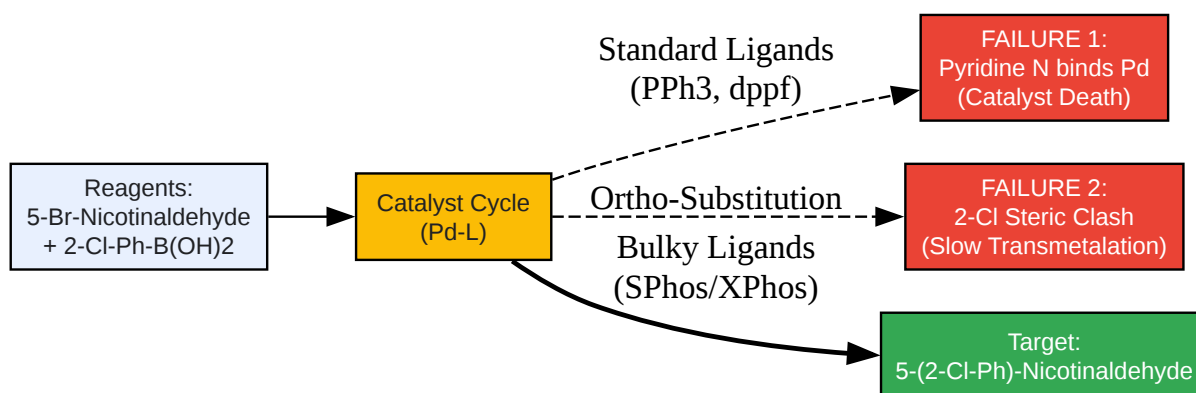 Reagents:
5-Br-Nicotinaldehyde
+ 2-Cl-Ph-B(OH)2
Catalyst Cycle
(Pd-L)
Standard Ligands
(PPh3, dppf)
FAILURE 1:
Pyridine N binds Pd
(Catalyst Death)
Ortho-Substitution
FAILURE 2:
2-Cl Steric Clash
(Slow Transmetalation)
Bulky Ligands
(SPhos/XPhos)
Target:
5-(2-Cl-Ph)-Nicotinaldehyde